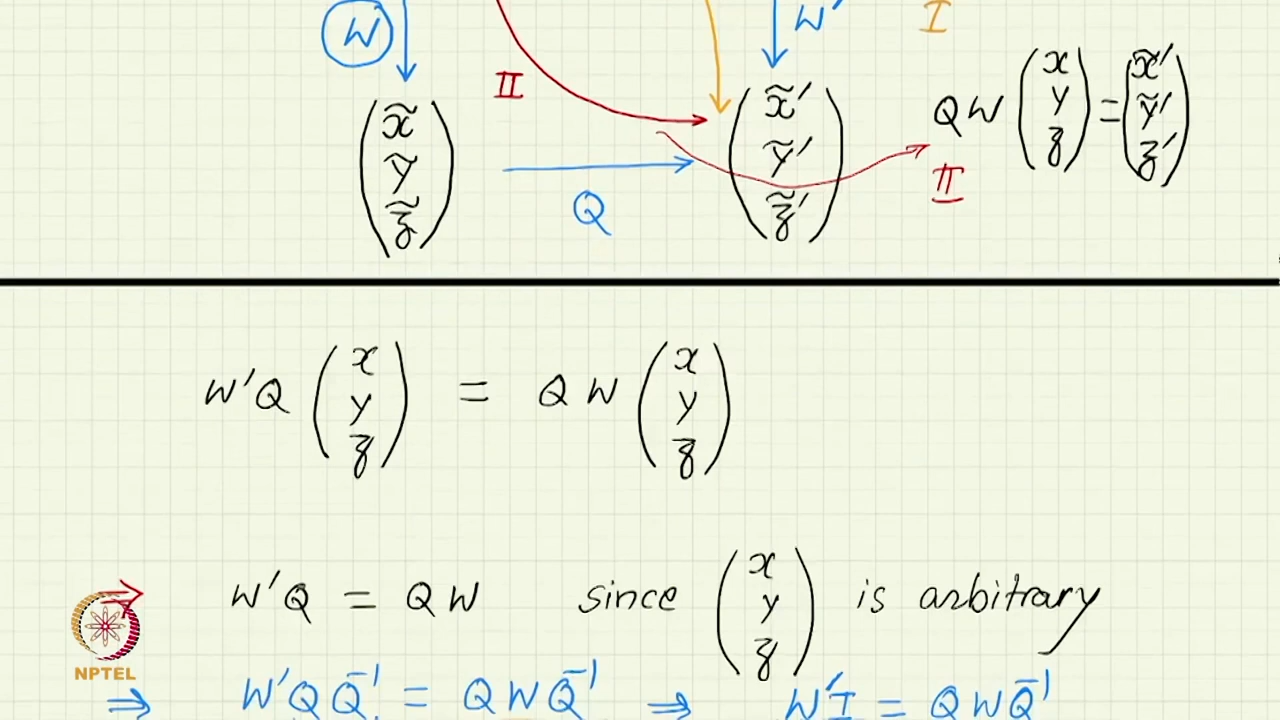 W W′ I
II
(x̃ ỹ z̃) Q (x̃′ ỹ′ z̃′) QW (x y z) = (x̃′ ỹ′ z̃′)
II
W′Q (x y z) = QW (x y z)
⇒ W′Q = QW since (x y z) is arbitrary
NPTEL
⇒ W′QQ⁻¹ = QWQ⁻¹ ⇒ W′I = QWQ⁻¹